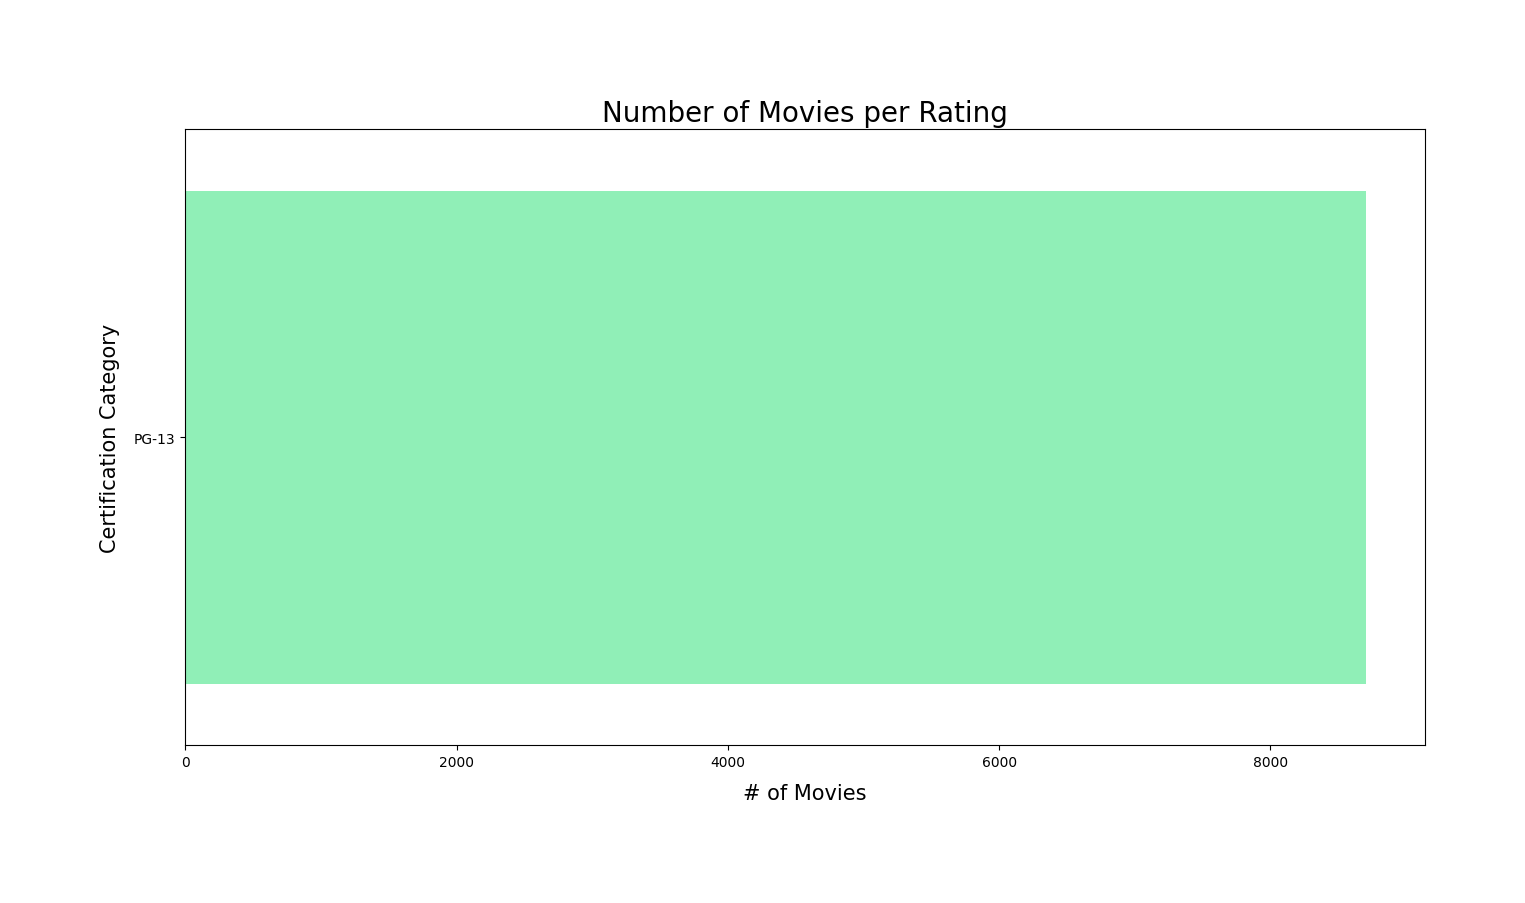 Number of Movies per Rating
Certification Category
PG-13
0 2000 4000 6000 8000
# of Movies